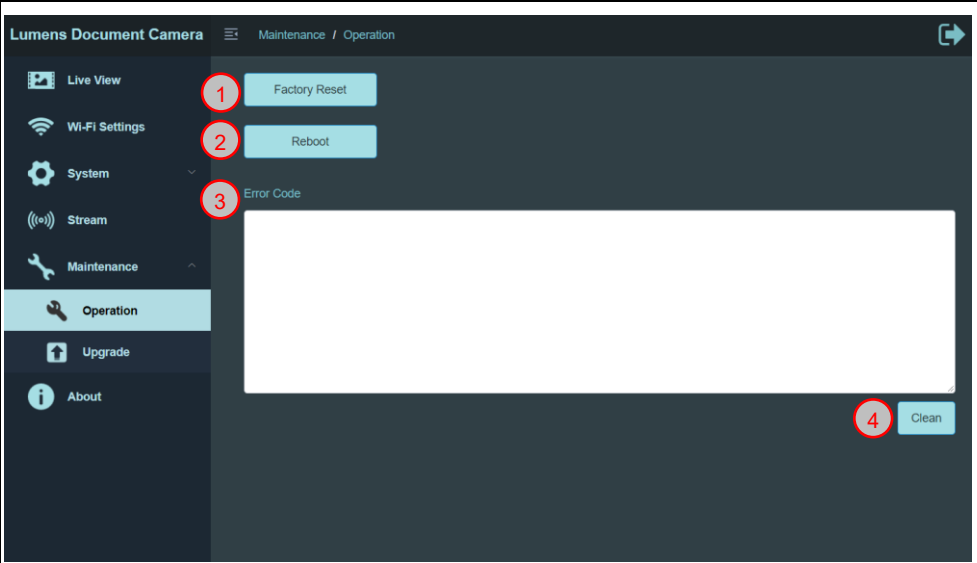 Lumens Document Camera
Maintenance / Operation
Live View
Wi-Fi Settings
System
Stream
Maintenance
Operation
Upgrade
About
1
Factory Reset
2
Reboot
3
Error Code
4
Clean